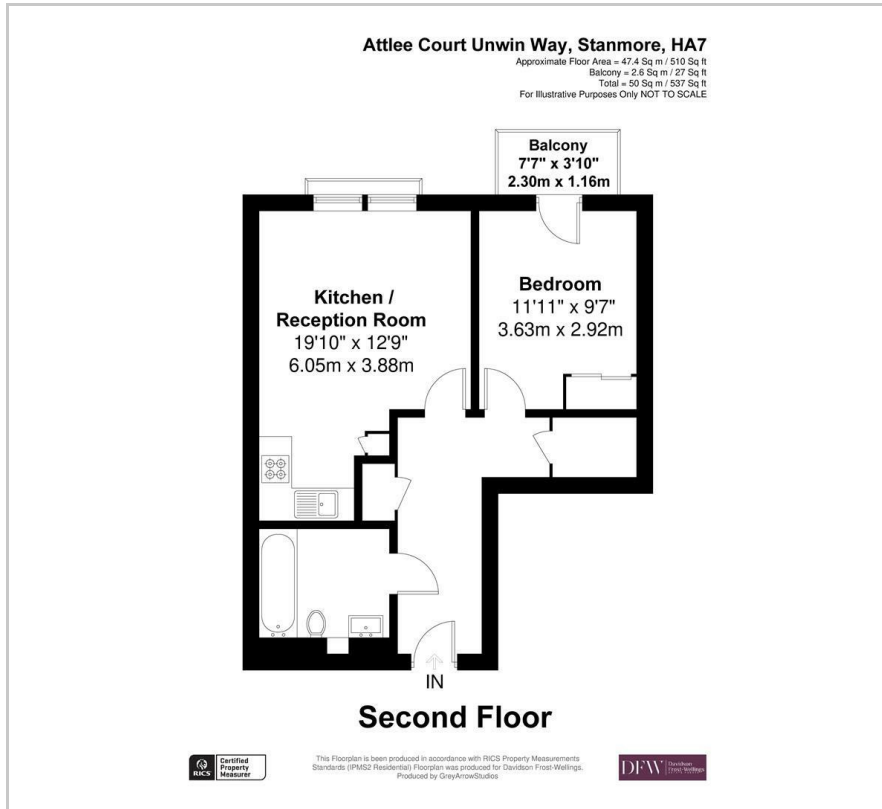 Attlee Court Unwin Way, Stanmore, HA7
Approximate Floor Area = 47.4 Sq m / 510 Sq ft
Balcony = 2.6 Sq m / 27 Sq ft
Total = 50 Sq m / 537 Sq ft
For Illustrative Purposes Only NOT TO SCALE
Balcony
7'7" x 3'10"
2.30m x 1.16m
Kitchen /
Reception Room
19'10" x 12'9"
6.05m x 3.88m
Bedroom
11'11" x 9'7"
3.63m x 2.92m
IN
Second Floor
RICS
Certified
Property
Measurer
This Floorplan is been produced in accordance with RICS Property Measurements
Standards (IPMS2 Residential) Floorplan was produced for Davidson Frost-Wellings.
Produced by GreyArrowStudios
DFW
Davidson
Frost-Wellings